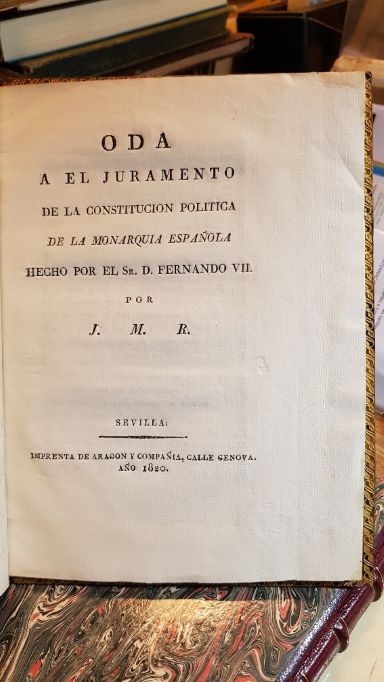 ODA
A EL JURAMENTO
DE LA CONSTITUCION POLITICA
DE LA MONARQUIA ESPAÑOLA
HECHO POR EL SR. D. FERNANDO VII.
POR
J. M. R.
SEVILLA:
IMPRENTA DE ARAGON Y COMPAÑIA, CALLE GENOVA.
AÑO 1820.